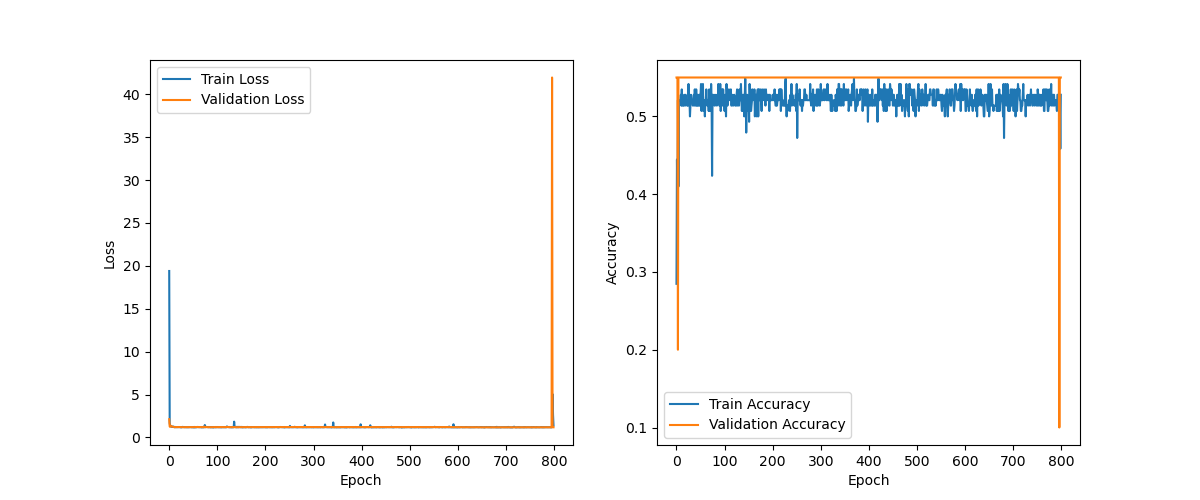 Train Loss
Validation Loss
40
35
30
25
20
15
10
5
0
Loss
0 100 200 300 400 500 600 700 800
Epoch
0.5
0.4
0.3
0.2
0.1
Accuracy
Train Accuracy
Validation Accuracy
0 100 200 300 400 500 600 700 800
Epoch